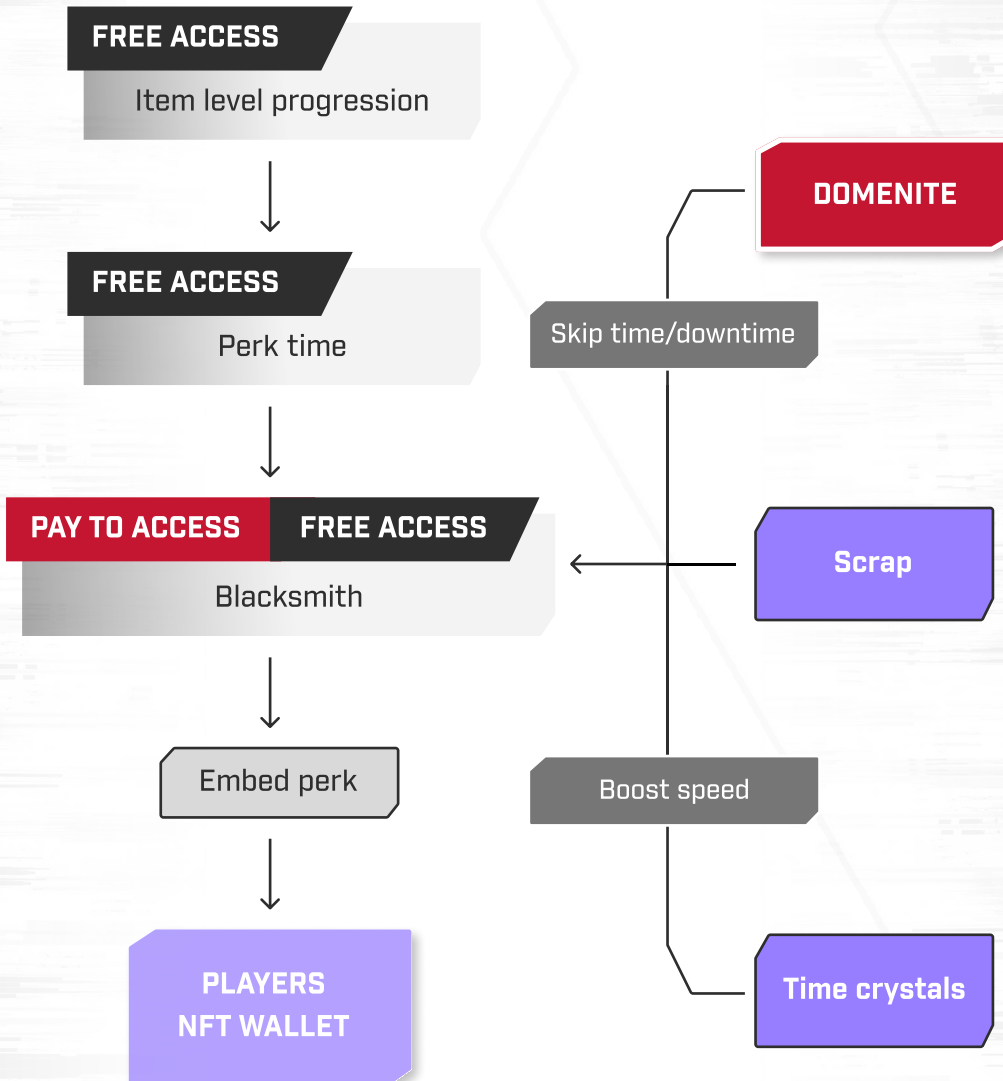 FREE ACCESS
Item level progression
FREE ACCESS
Perk time
PAY TO ACCESS
FREE ACCESS
Blacksmith
Embed perk
PLAYERS
NFT WALLET
DOMENITE
Skip time/downtime
Scrap
Boost speed
Time crystals